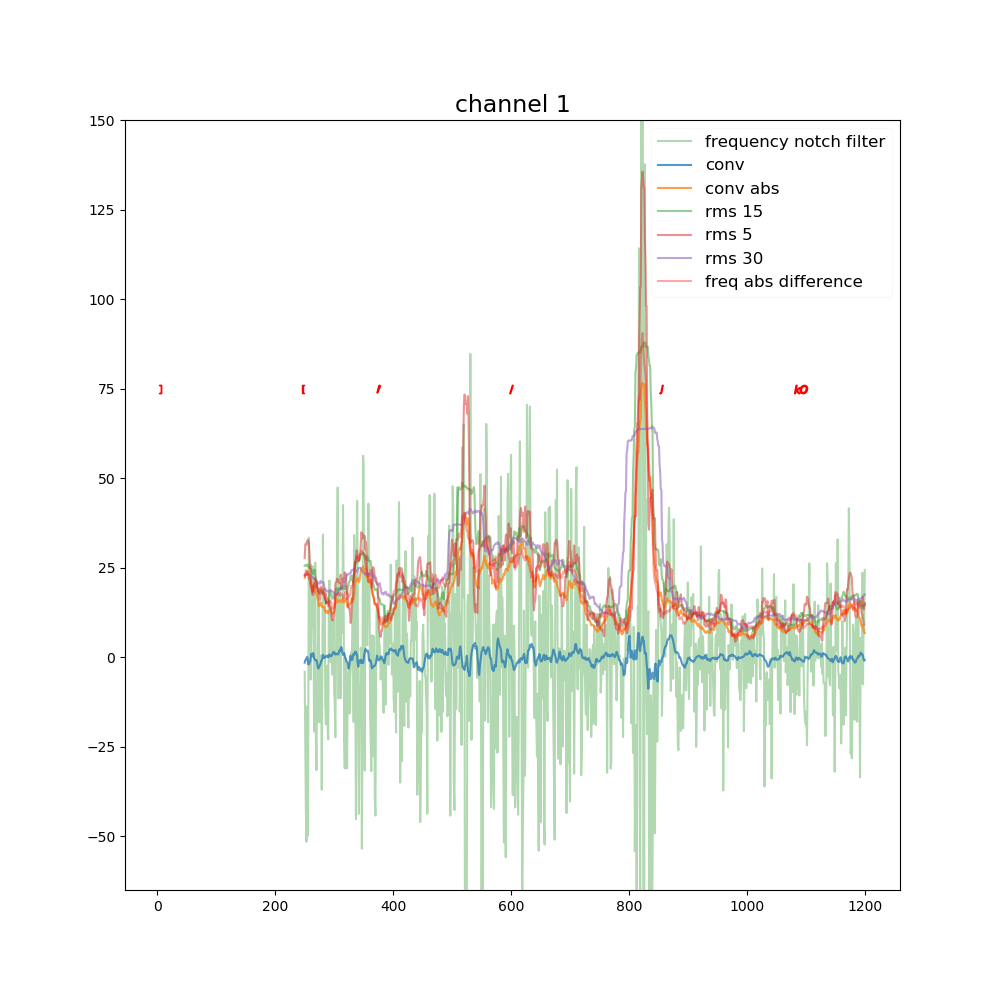 channel 1
150
125
100
75
50
25
0
−25
−50
frequency notch filter
conv
conv abs
rms 15
rms 5
rms 30
freq abs difference
0 200 400 600 800 1000 1200